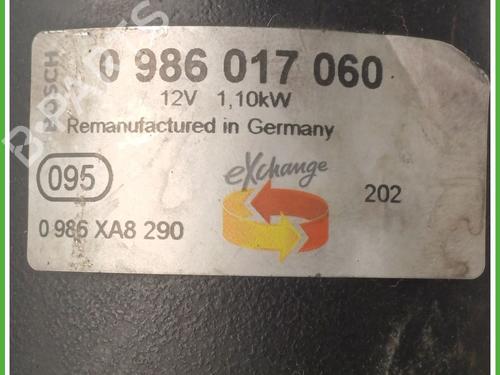 BOSCH
0 986 017 060
12V 1,10kW
Remanufactured in Germany
095
eXchange
202
0 986 XA8 290